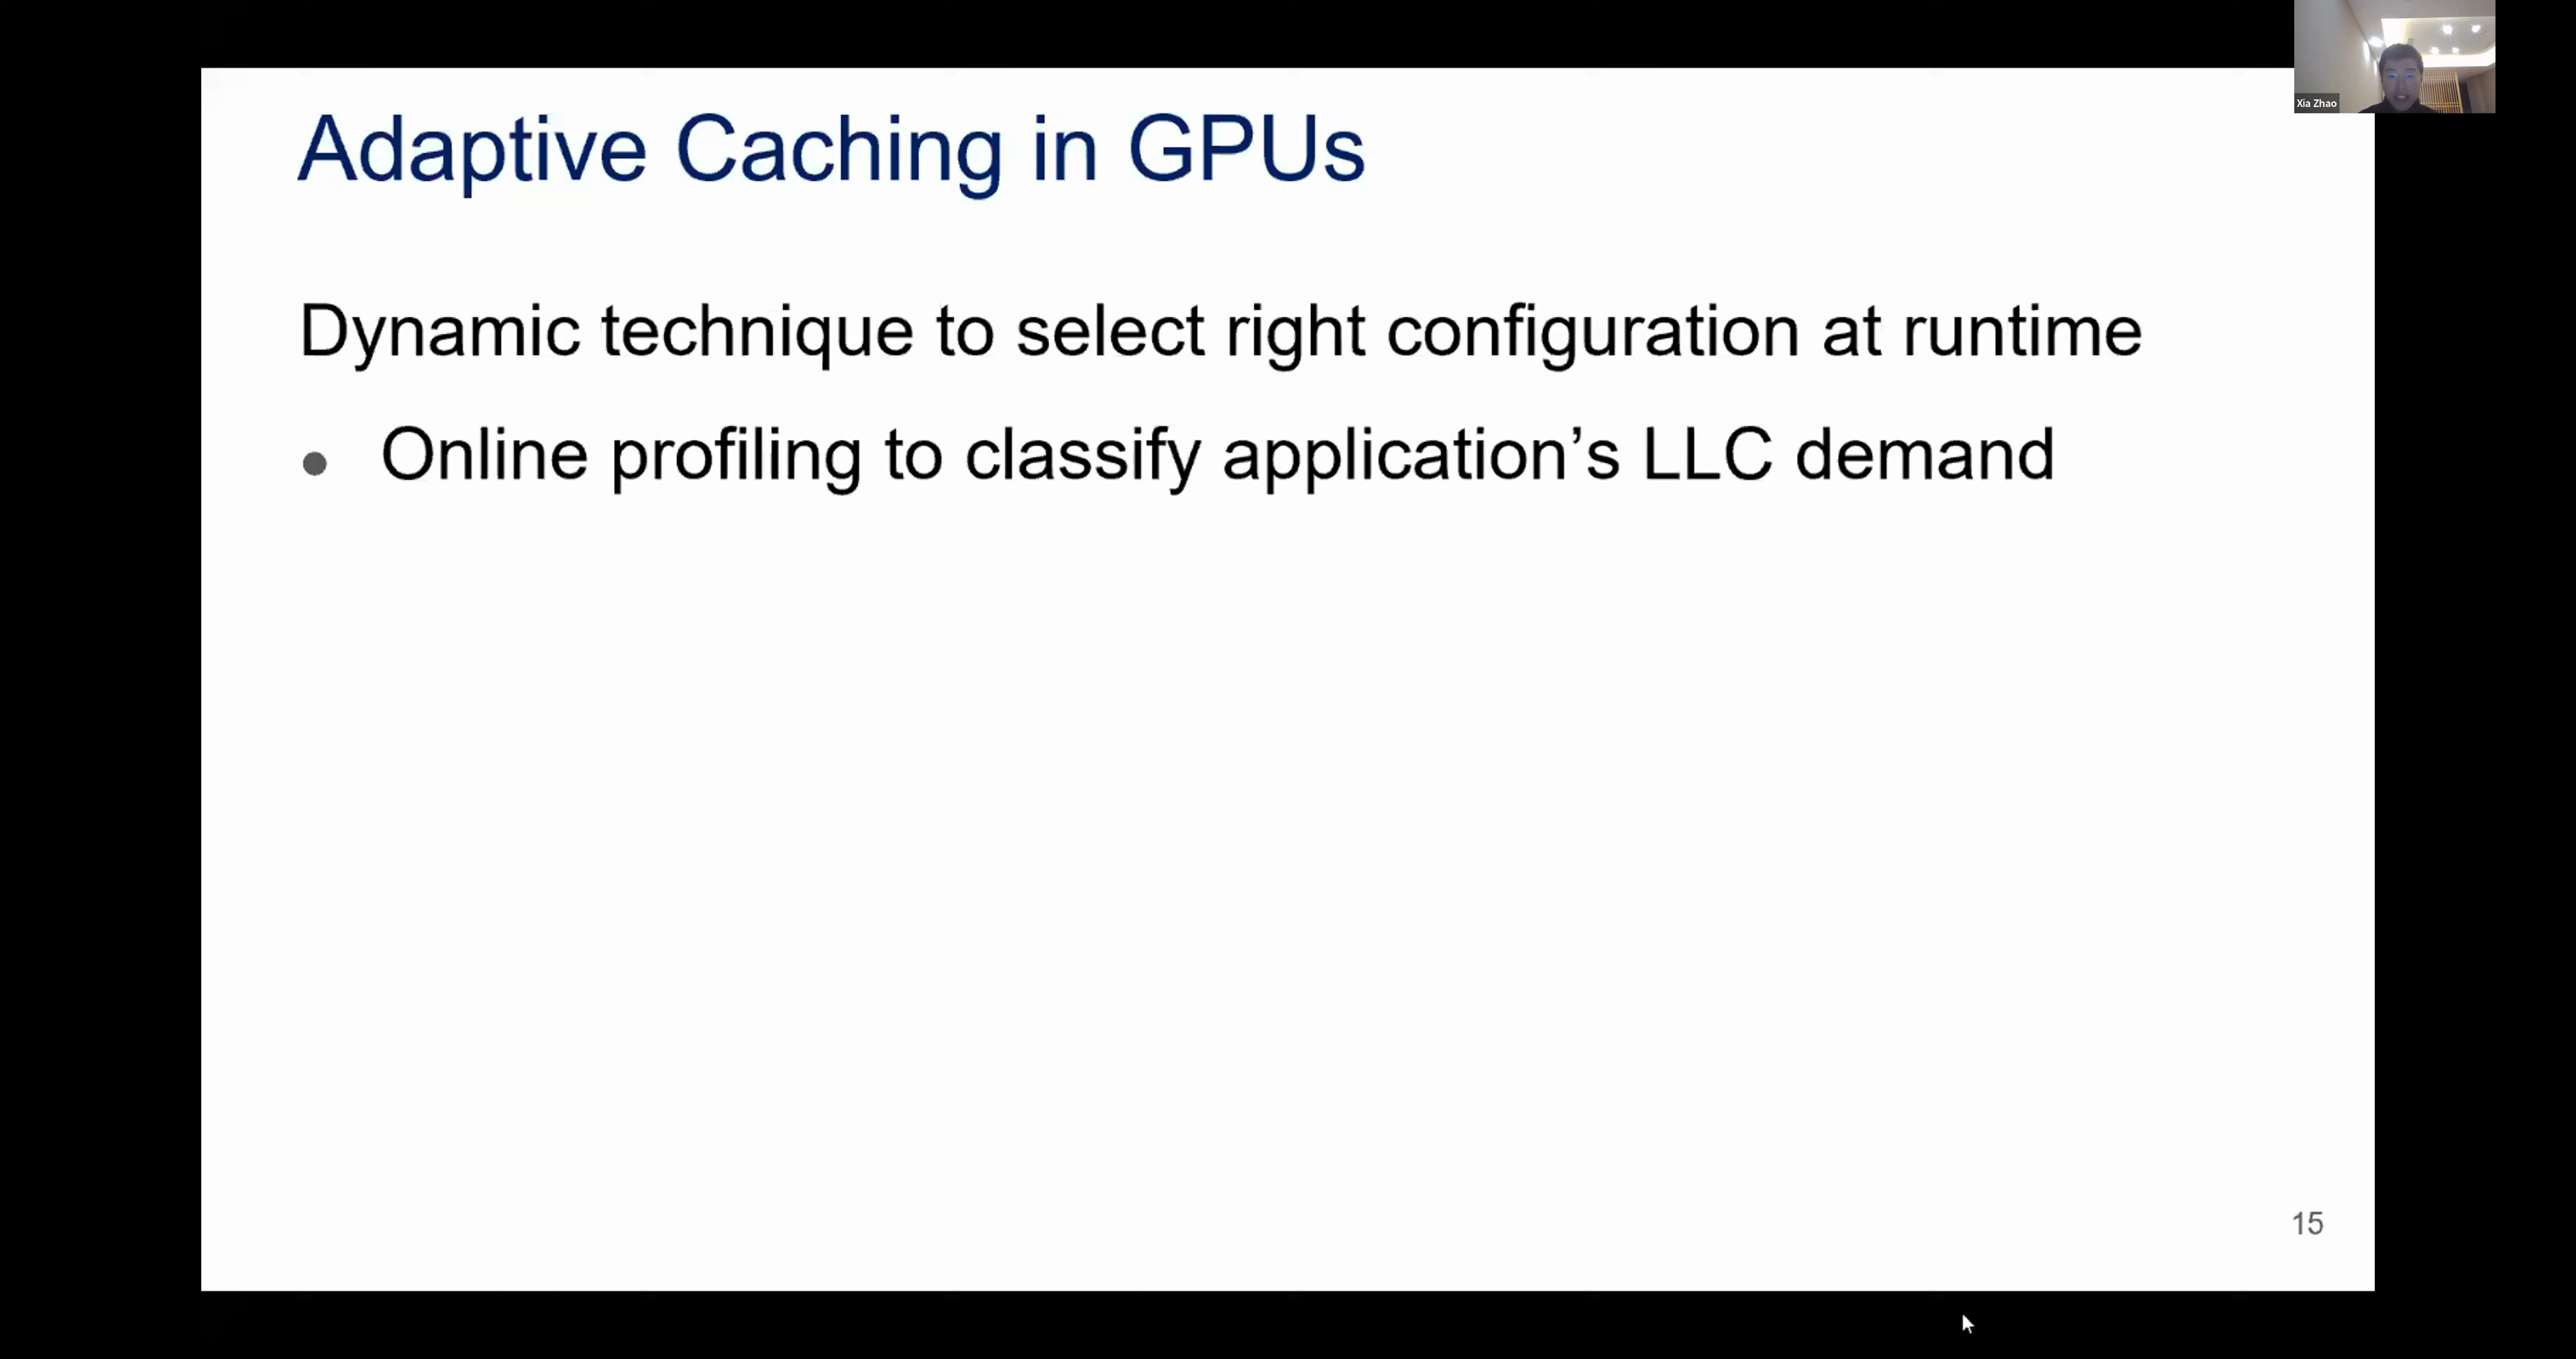 Xia Zhao
Adaptive Caching in GPUs
Dynamic technique to select right configuration at runtime
● Online profiling to classify application’s LLC demand
15